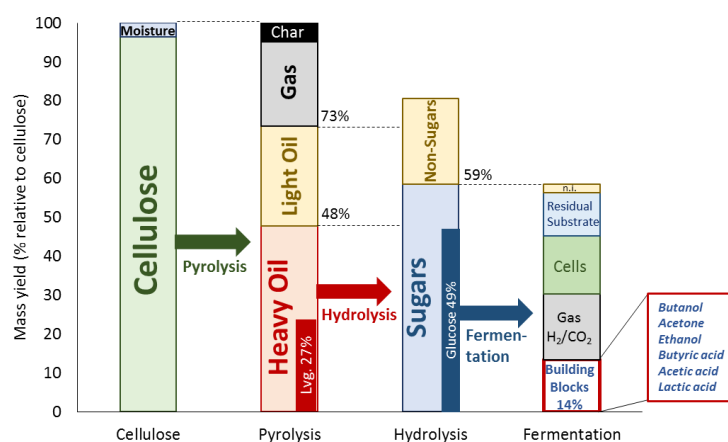 Mass yield (% relative to cellulose)
100
90
80
70
60
50
40
30
20
10
0
Moisture
Cellulose
Pyrolysis
Char
Gas
Light Oil
Heavy Oil
Lvg. 27%
73%
48%
Hydrolysis
Non-Sugars
Sugars
Glucose 49%
59%
Fermen-
tation
n.i.
Residual
Substrate
Cells
Gas
H₂/CO₂
Building
Blocks
14%
Butanol
Acetone
Ethanol
Butyric acid
Acetic acid
Lactic acid
Cellulose
Pyrolysis
Hydrolysis
Fermentation